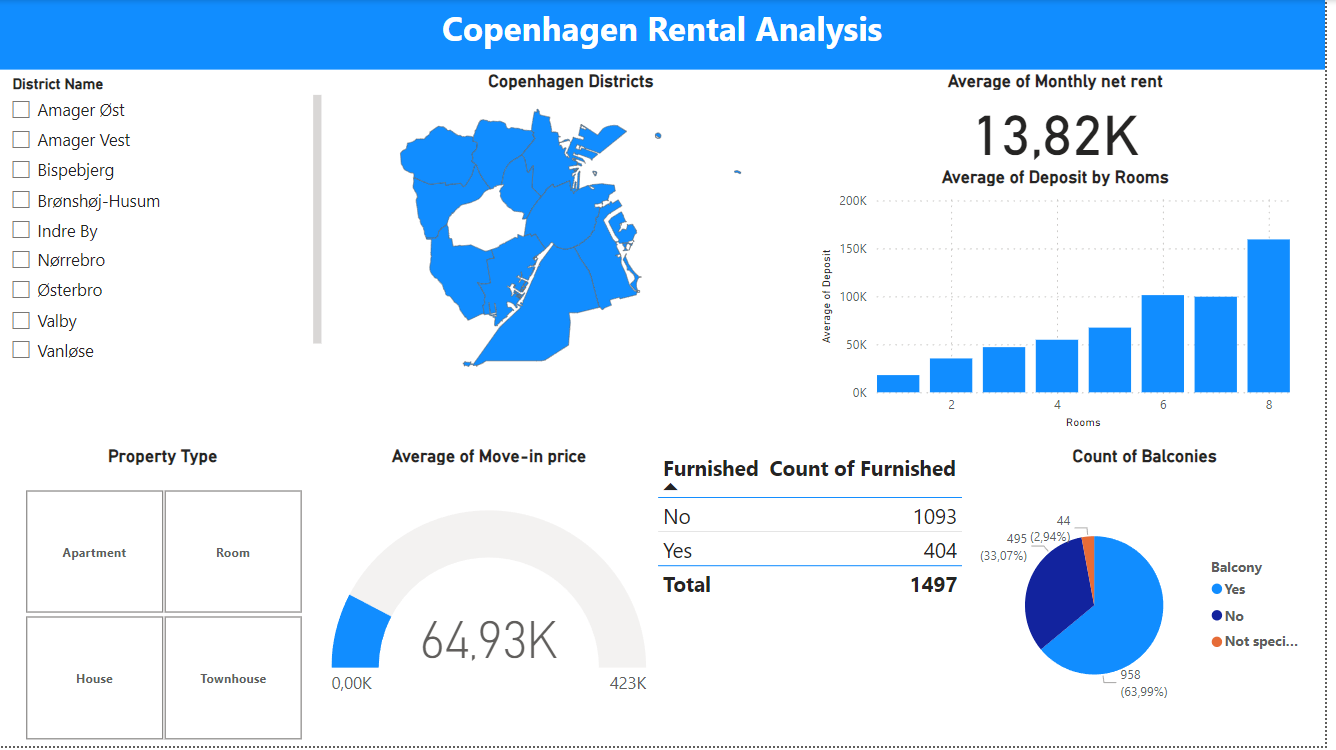 Copenhagen Rental Analysis
District Name
Amager Øst
Amager Vest
Bispebjerg
Brønshøj-Husum
Indre By
Nørrebro
Østerbro
Valby
Vanløse
Copenhagen Districts
Average of Monthly net rent
13,82K
Average of Deposit by Rooms
200K
150K
100K
50K
0K
Average of Deposit
2 4 6 8
Rooms
Property Type
Apartment Room
House Townhouse
Average of Move-in price
64,93K
0,00K 423K
Furnished Count of Furnished
No 1093
Yes 404
Total 1497
Count of Balconies
44
(2,94%)
495
(33,07%)
958
(63,99%)
Balcony
Yes
No
Not speci...